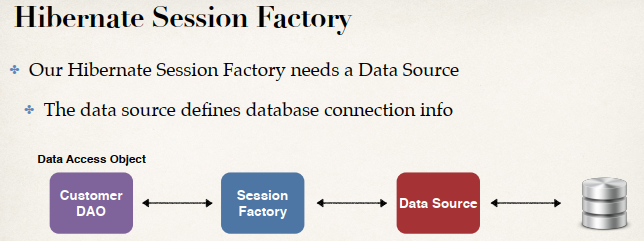 Hibernate Session Factory
Our Hibernate Session Factory needs a Data Source
The data source defines database connection info
Data Access Object
Customer
DAO
Session
Factory
Data Source